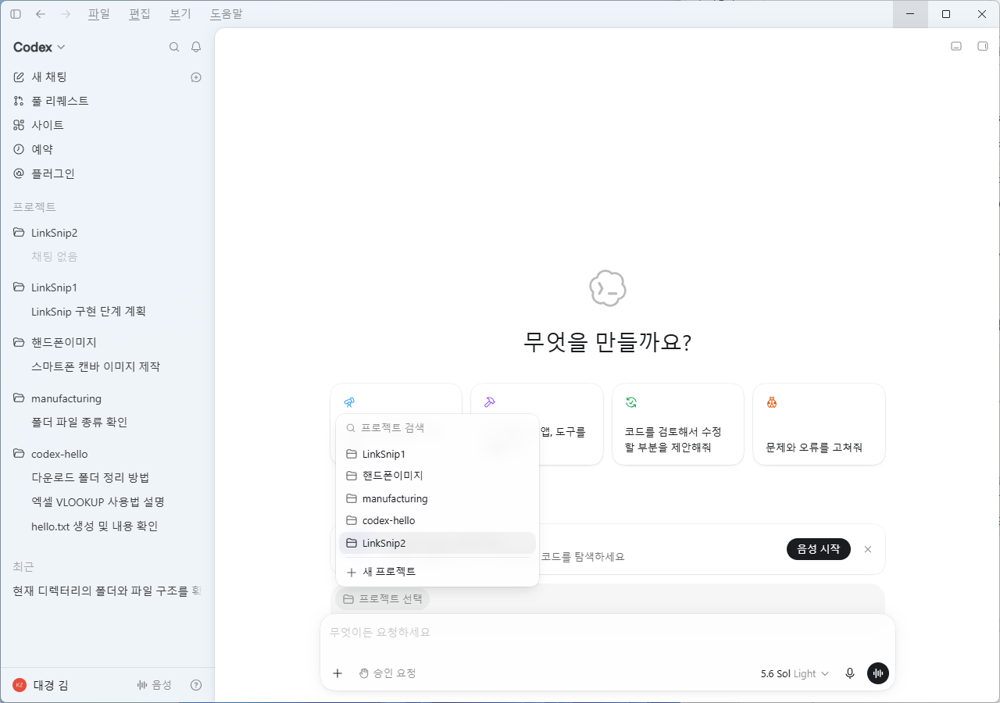 파일 편집 보기 도움말
Codex
새 채팅
풀 리퀘스트
사이트
예약
플러그인
프로젝트
LinkSnip2
채팅 없음
LinkSnip1
LinkSnip 구현 단계 계획
핸드폰이미지
스마트폰 캔바 이미지 제작
manufacturing
폴더 파일 종류 확인
codex-hello
다운로드 폴더 정리 방법
엑셀 VLOOKUP 사용법 설명
hello.txt 생성 및 내용 확인
최근
현재 디렉터리의 폴더와 파일 구조를
KZ 대경 김
음성
무엇을 만들까요?
앱, 도구를
코드를 검토해서 수정
할 부분을 제안해줘
문제와 오류를 고쳐줘
프로젝트 검색
LinkSnip1
핸드폰이미지
manufacturing
codex-hello
LinkSnip2
새 프로젝트
코드를 탐색하세요
음성 시작
프로젝트 선택
무엇이든 요청하세요
승인 요청
5.6 Sol Light